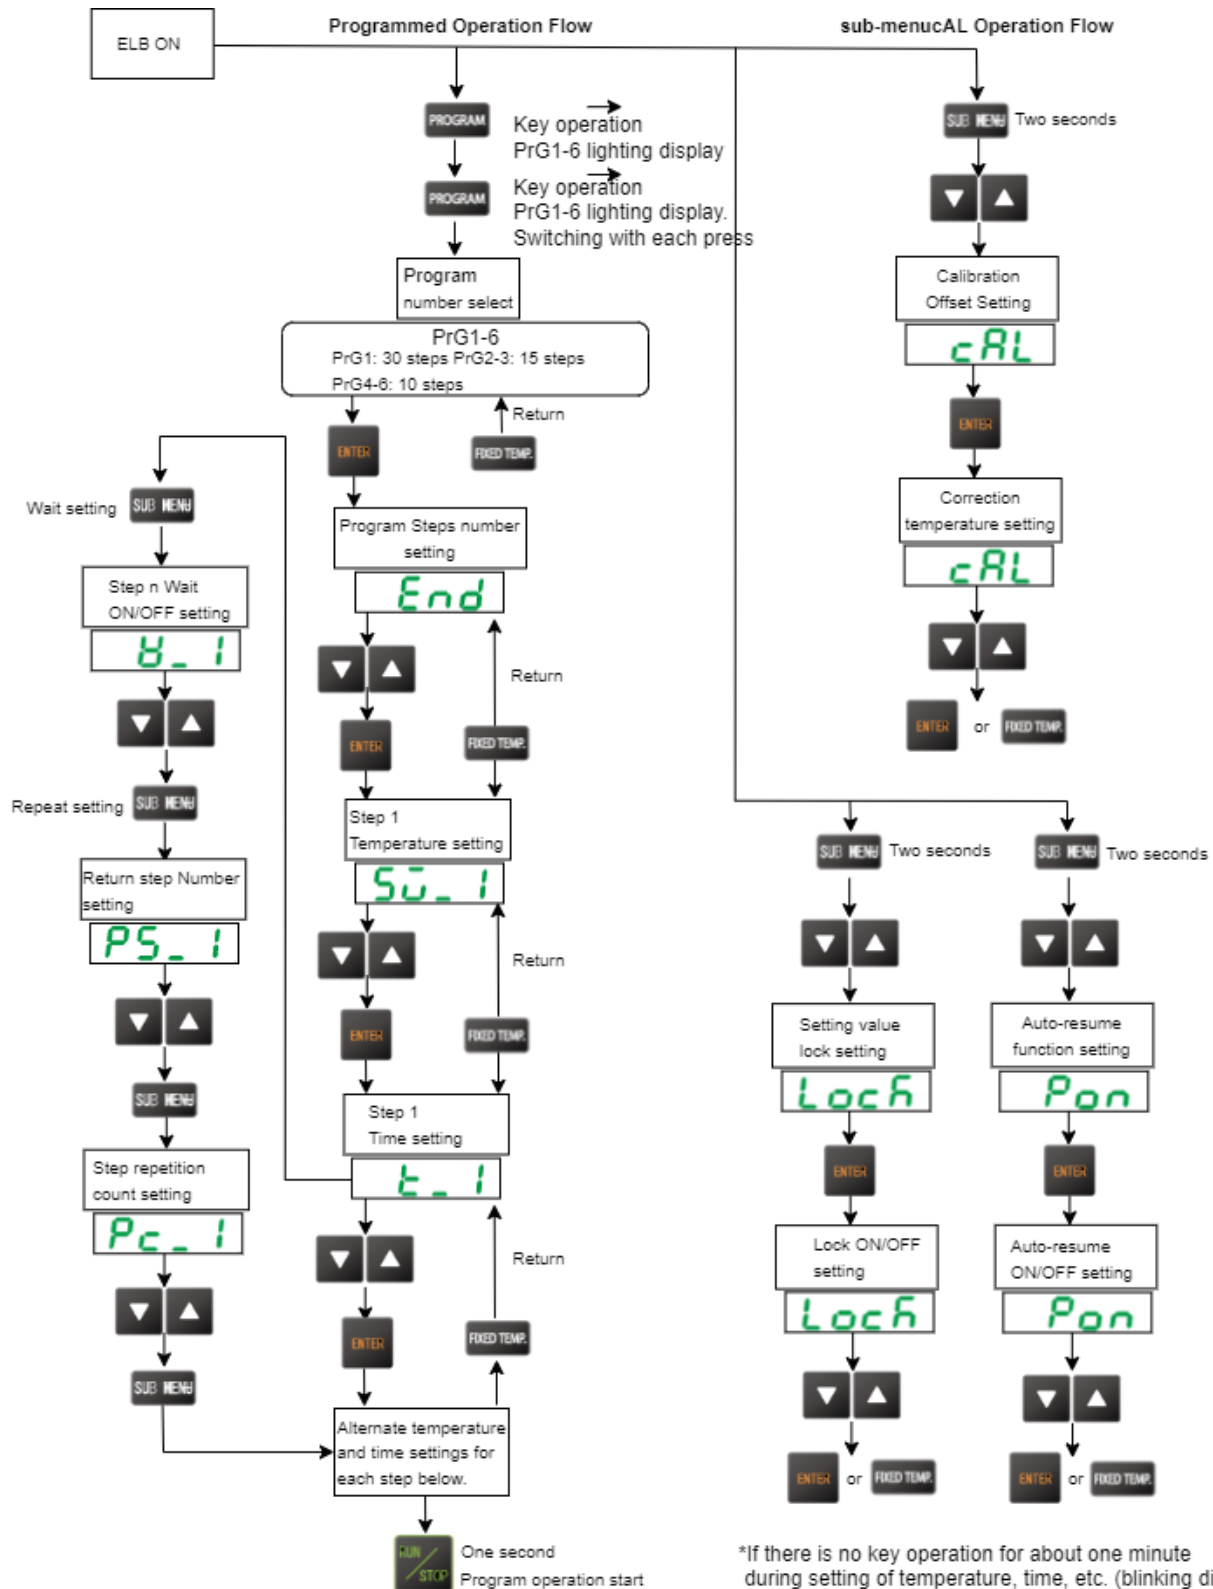 Programmed Operation Flow
sub-menucAL Operation Flow
ELB ON
PROGRAM
Key operation
PrG1-6 lighting display
PROGRAM
Key operation
PrG1-6 lighting display.
Switching with each press
Program
number select
PrG1-6
PrG1: 30 steps PrG2-3: 15 steps
PrG4-6: 10 steps
ENTER
Return
FIXED TEMP.
Program Steps number
setting
End
ENTER
Return
FIXED TEMP.
Step 1
Temperature setting
SV_1
ENTER
Return
FIXED TEMP.
Step 1
Time setting
t_1
ENTER
Return
FIXED TEMP.
Alternate temperature
and time settings for
each step below.
RUN
STOP
One second
Program operation start
Wait setting
SUB MENU
Step n Wait
ON/OFF setting
Repeat setting
SUB MENU
Return step Number
setting
PS_1
SUB MENU
Step repetition
count setting
Pc_1
SUB MENU
SUB MENU
Two seconds
Calibration
Offset Setting
cAL
ENTER
Correction
temperature setting
cAL
ENTER or FIXED TEMP.
SUB MENU
Two seconds
Setting value
lock setting
Lock
ENTER
Lock ON/OFF
setting
Lock
ENTER or FIXED TEMP.
SUB MENU
Two seconds
Auto-resume
function setting
Pon
ENTER
Auto-resume
ON/OFF setting
Pon
ENTER or FIXED TEMP.
*If there is no key operation for about one minute
during setting of temperature, time, etc. (blinking